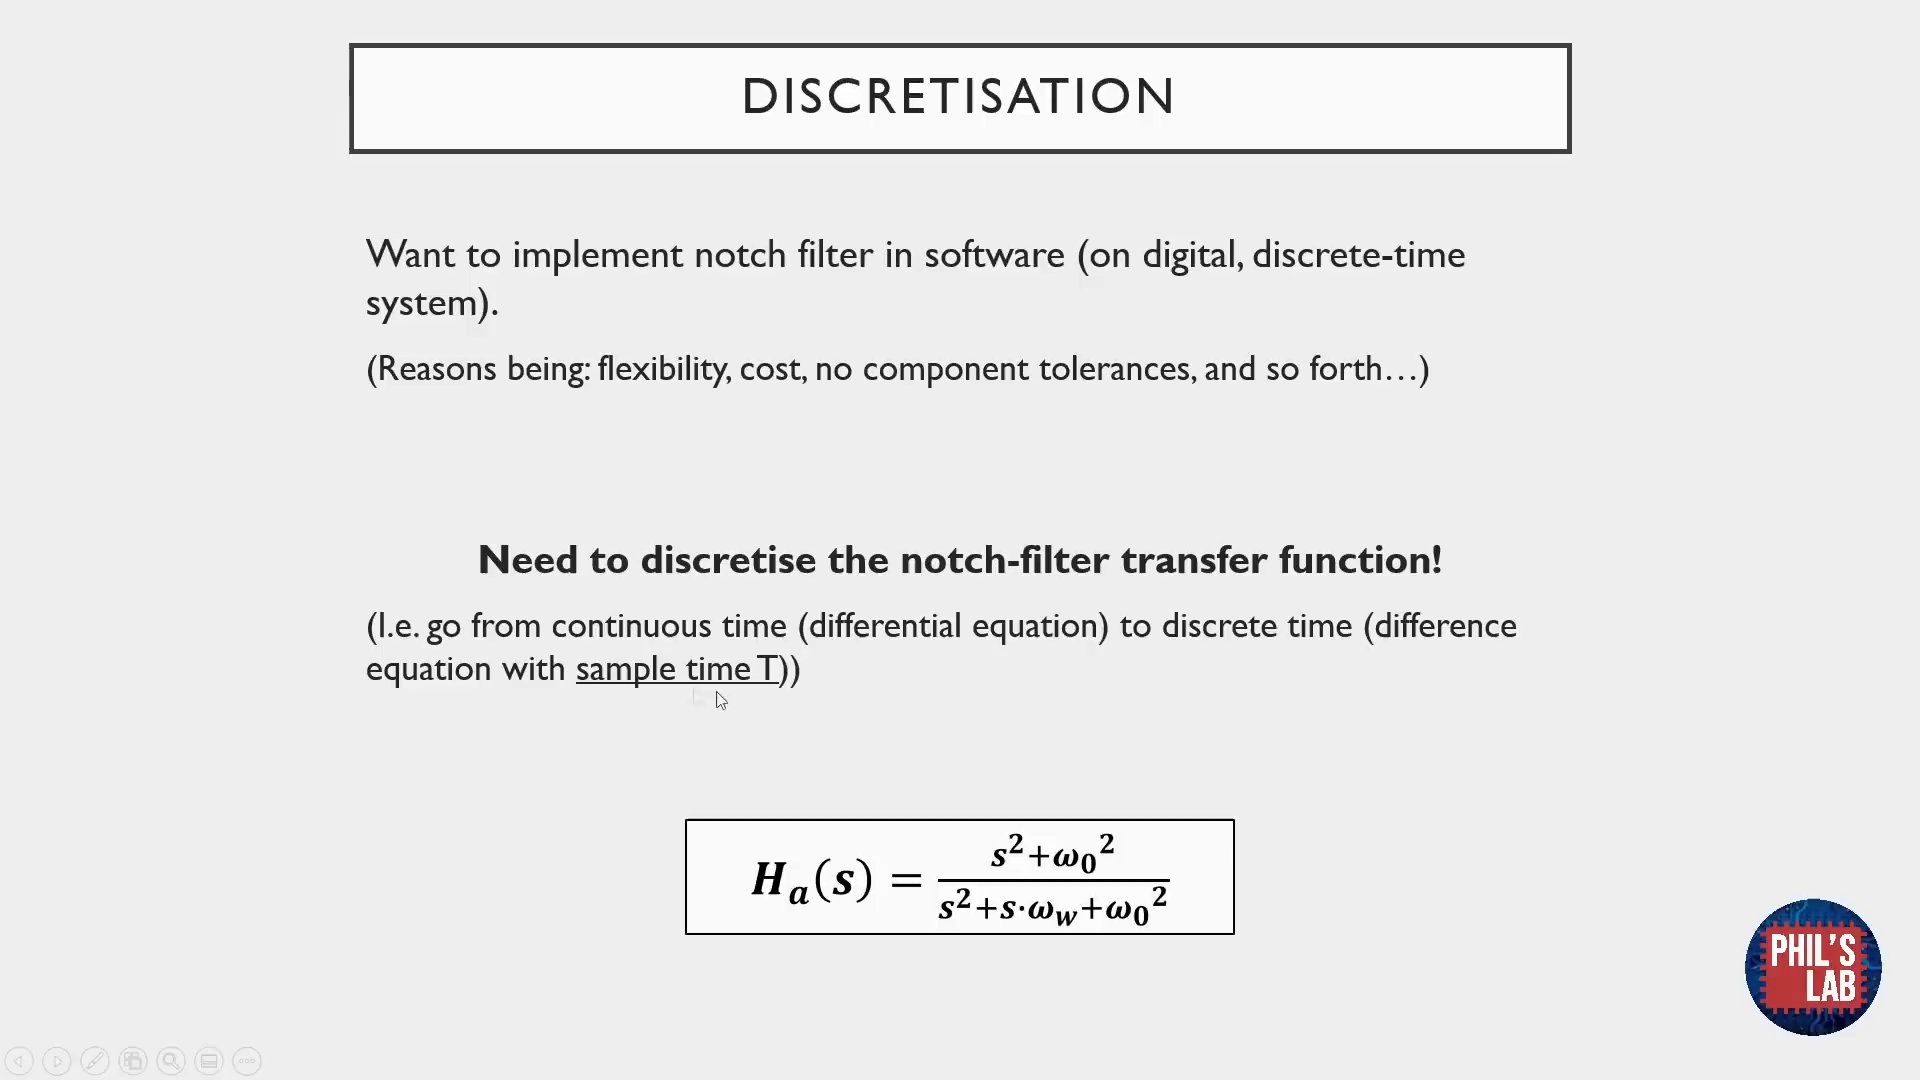 DISCRETISATION
Want to implement notch filter in software (on digital, discrete-time
system).
(Reasons being: flexibility, cost, no component tolerances, and so forth…)
Need to discretise the notch-filter transfer function!
(I.e. go from continuous time (differential equation) to discrete time (difference
equation with sample time T))
Hₐ(s) = (s²+ω₀²)/(s²+s·ω_w+ω₀²)
PHIL'S
LAB